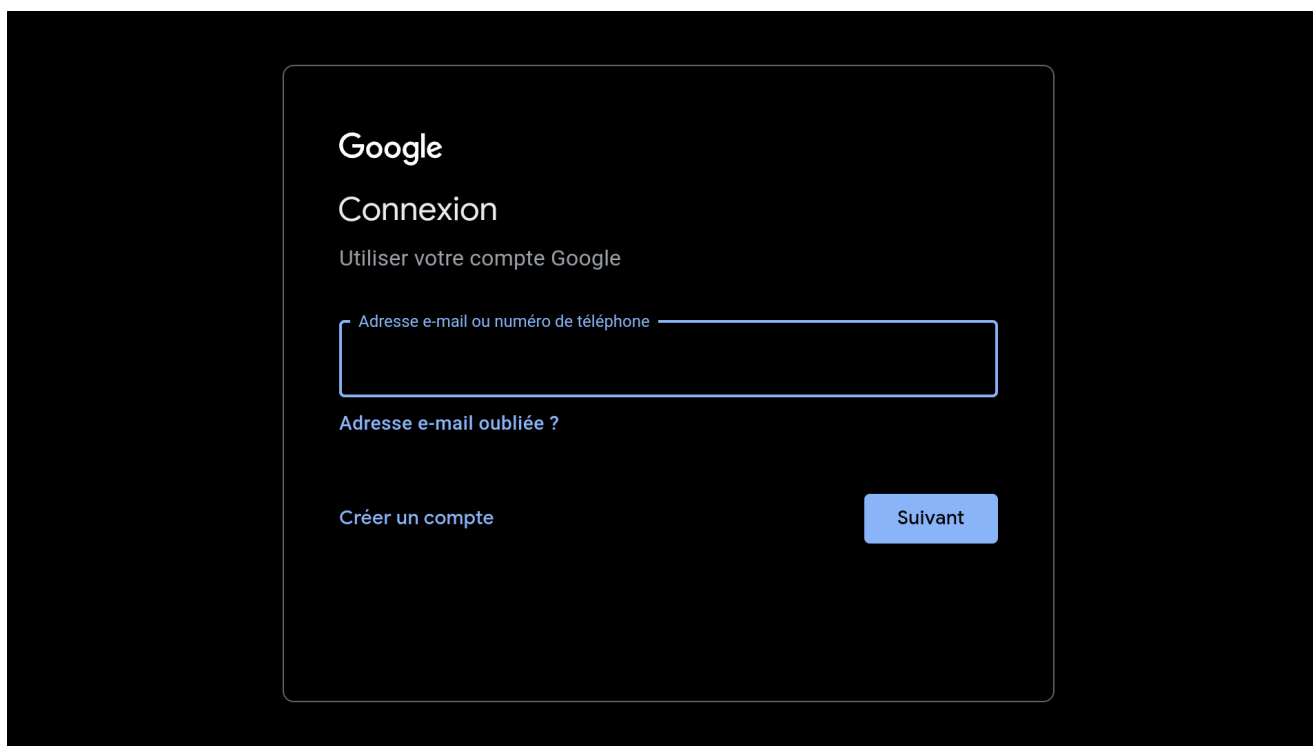 Google
Connexion
Utiliser votre compte Google
Adresse e-mail ou numéro de téléphone
Adresse e-mail oubliée ?
Créer un compte
Suivant